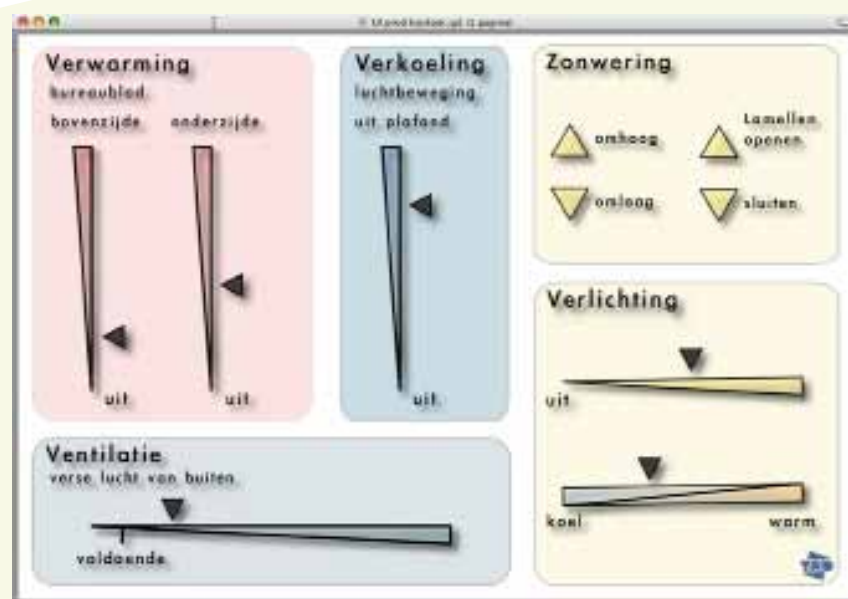 Verwarming
bureaublad.
bovenzijde. onderzijde.
uit. uit.
Verkoeling
luchtbeweging
uit plafond.
uit.
Zonwering
omhoog
Lamellen
openen.
omlaag
sluiten.
Verlichting
uit.
koel. warm.
Ventilatie
verse lucht van buiten.
voldoende.